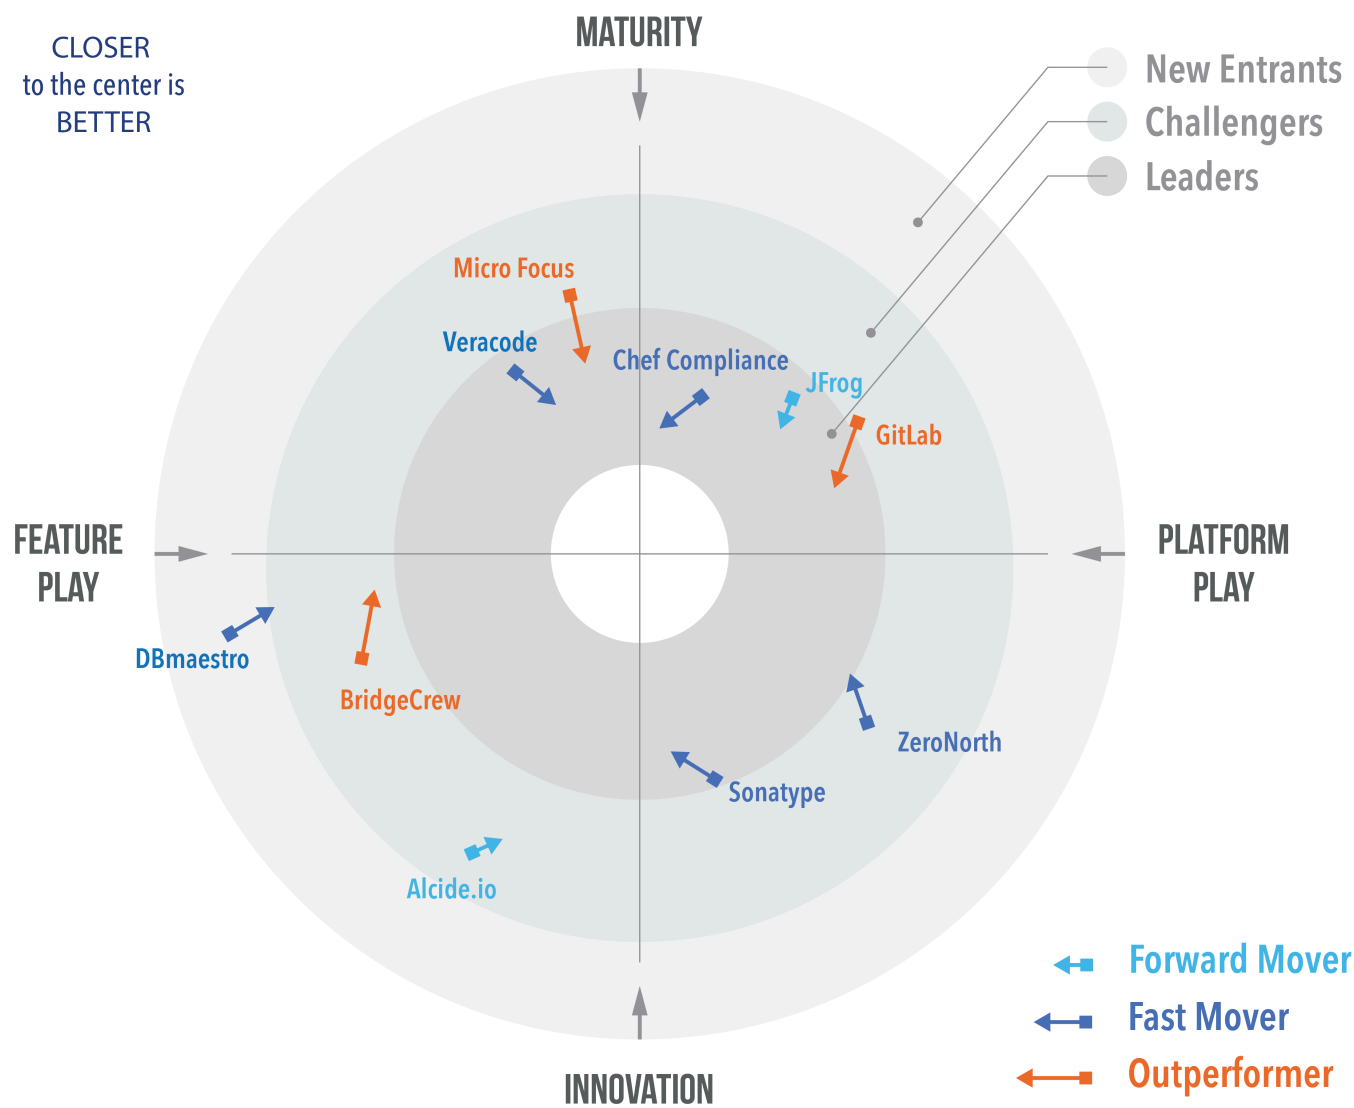 MATURITY
CLOSER
to the center is
BETTER
New Entrants
Challengers
Leaders
Micro Focus
Veracode
Chef Compliance
JFrog
GitLab
FEATURE
PLAY
PLATFORM
PLAY
DBmaestro
BridgeCrew
ZeroNorth
Sonatype
Alcide.io
Forward Mover
Fast Mover
Outperformer
INNOVATION